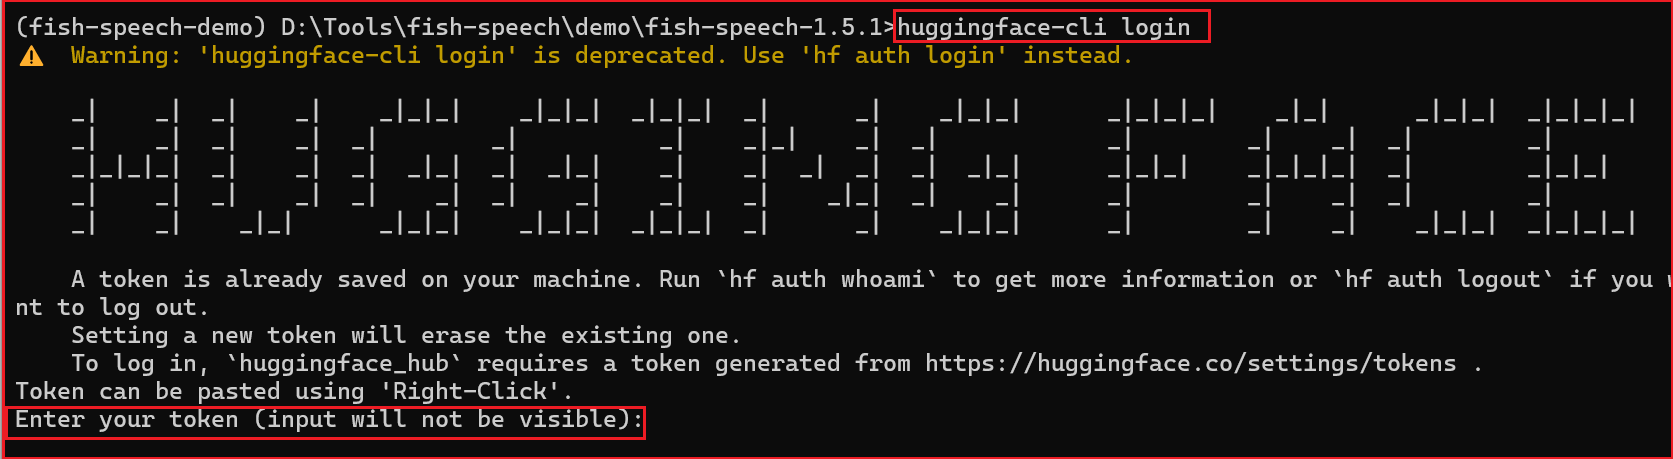 (fish-speech-demo) D:\Tools\fish-speech\demo\fish-speech-1.5.1>huggingface-cli login
⚠️  Warning: 'huggingface-cli login' is deprecated. Use 'hf auth login' instead.
HUGGING FACE
A token is already saved on your machine. Run `hf auth whoami` to get more information or `hf auth logout` if you w
nt to log out.
Setting a new token will erase the existing one.
To log in, `huggingface_hub` requires a token generated from https://huggingface.co/settings/tokens .
Token can be pasted using 'Right-Click'.
Enter your token (input will not be visible):